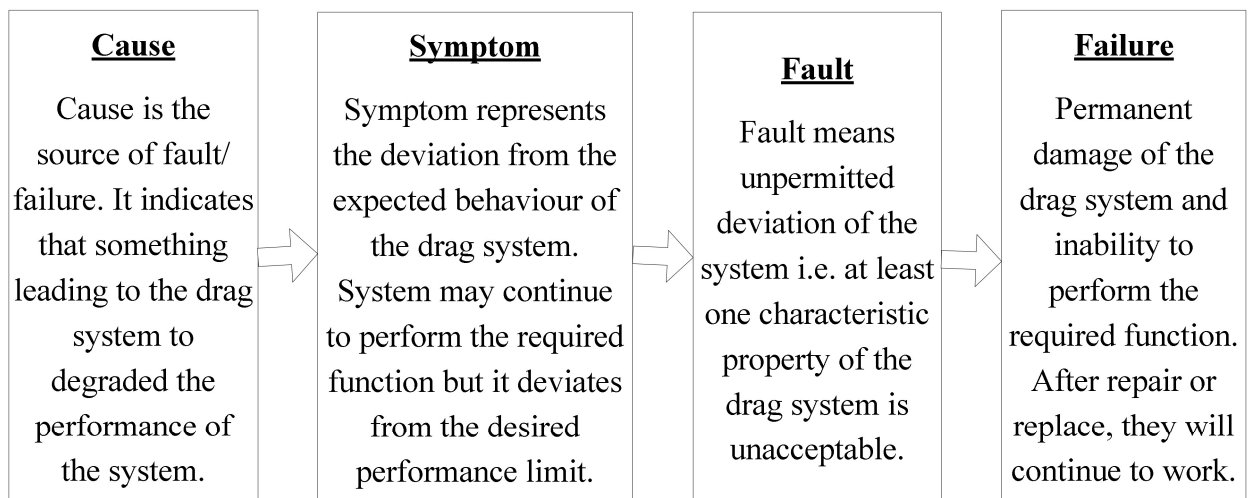 Cause
Cause is the
source of fault/
failure. It indicates
that something
leading to the drag
system to
degraded the
performance of
the system.
Symptom
Symptom represents
the deviation from the
expected behaviour of
the drag system.
System may continue
to perform the required
function but it deviates
from the desired
performance limit.
Fault
Fault means
unpermitted
deviation of the
system i.e. at least
one characteristic
property of the
drag system is
unacceptable.
Failure
Permanent
damage of the
drag system and
inability to
perform the
required function.
After repair or
replace, they will
continue to work.